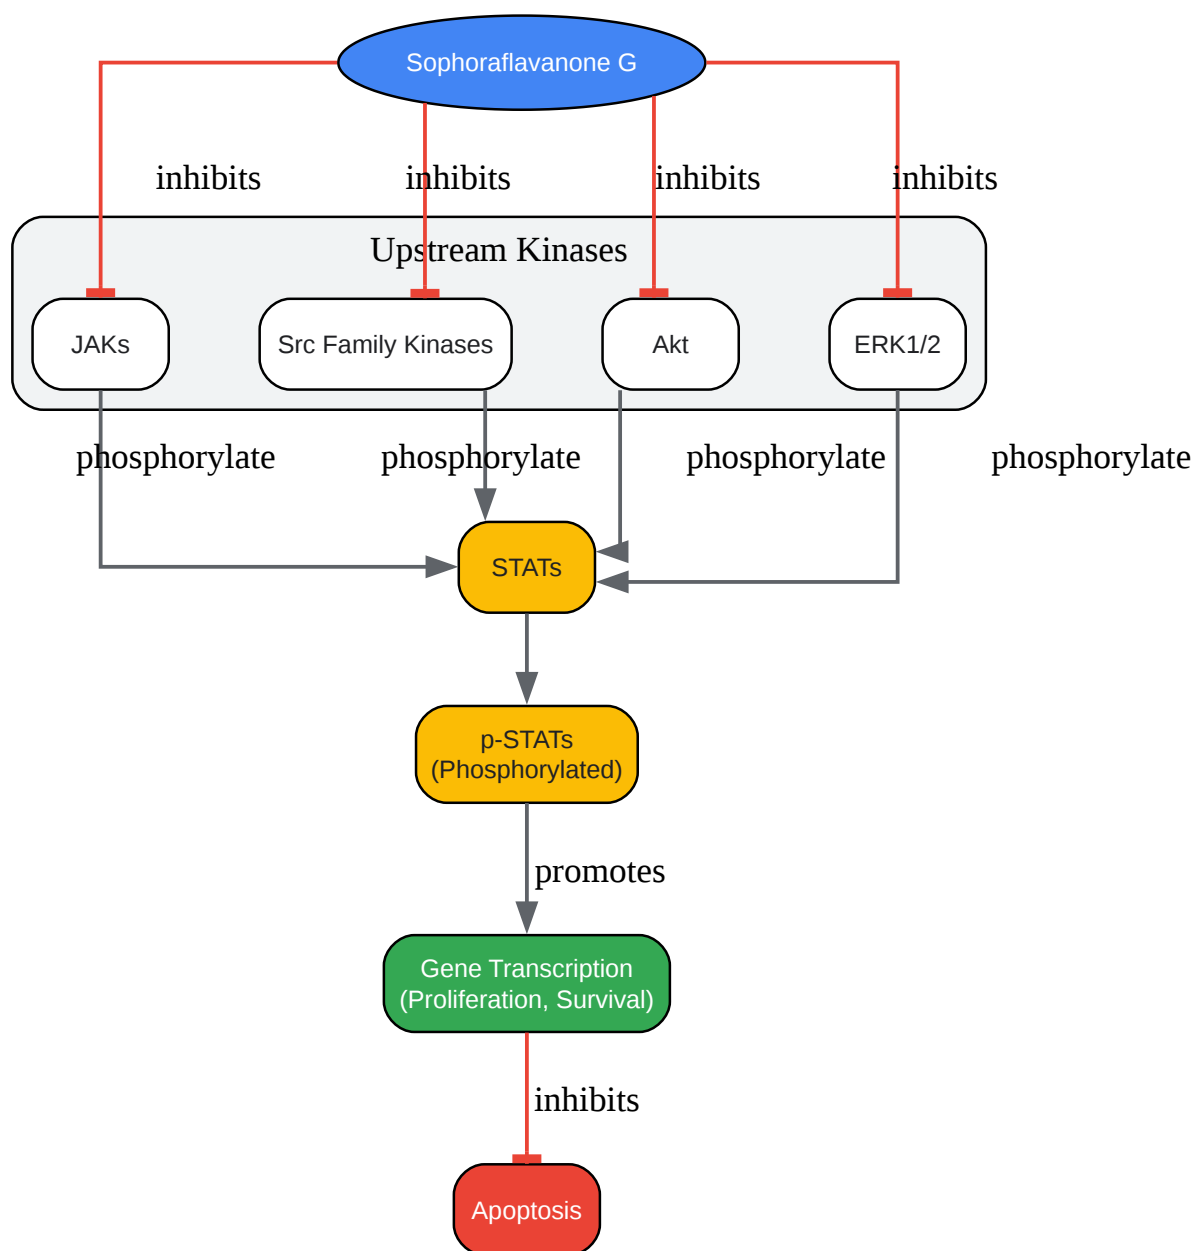 Sophoraflavanone G
inhibits inhibits inhibits inhibits
Upstream Kinases
JAKs Src Family Kinases Akt ERK1/2
phosphorylate phosphorylate phosphorylate phosphorylate
STATs
p-STATs
(Phosphorylated)
promotes
Gene Transcription
(Proliferation, Survival)
inhibits
Apoptosis